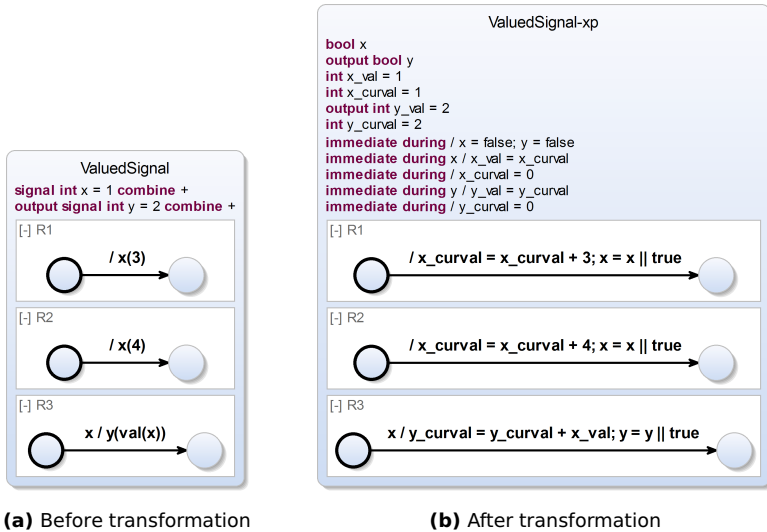 ValuedSignal
signal int x = 1 combine +
output signal int y = 2 combine +
[-] R1
/ x(3)
[-] R2
/ x(4)
[-] R3
x / y(val(x))
(a) Before transformation
ValuedSignal-xp
bool x
output bool y
int x_val = 1
int x_curval = 1
output int y_val = 2
int y_curval = 2
immediate during / x = false; y = false
immediate during x / x_val = x_curval
immediate during / x_curval = 0
immediate during y / y_val = y_curval
immediate during / y_curval = 0
[-] R1
/ x_curval = x_curval + 3; x = x || true
[-] R2
/ x_curval = x_curval + 4; x = x || true
[-] R3
x / y_curval = y_curval + x_val; y = y || true
(b) After transformation